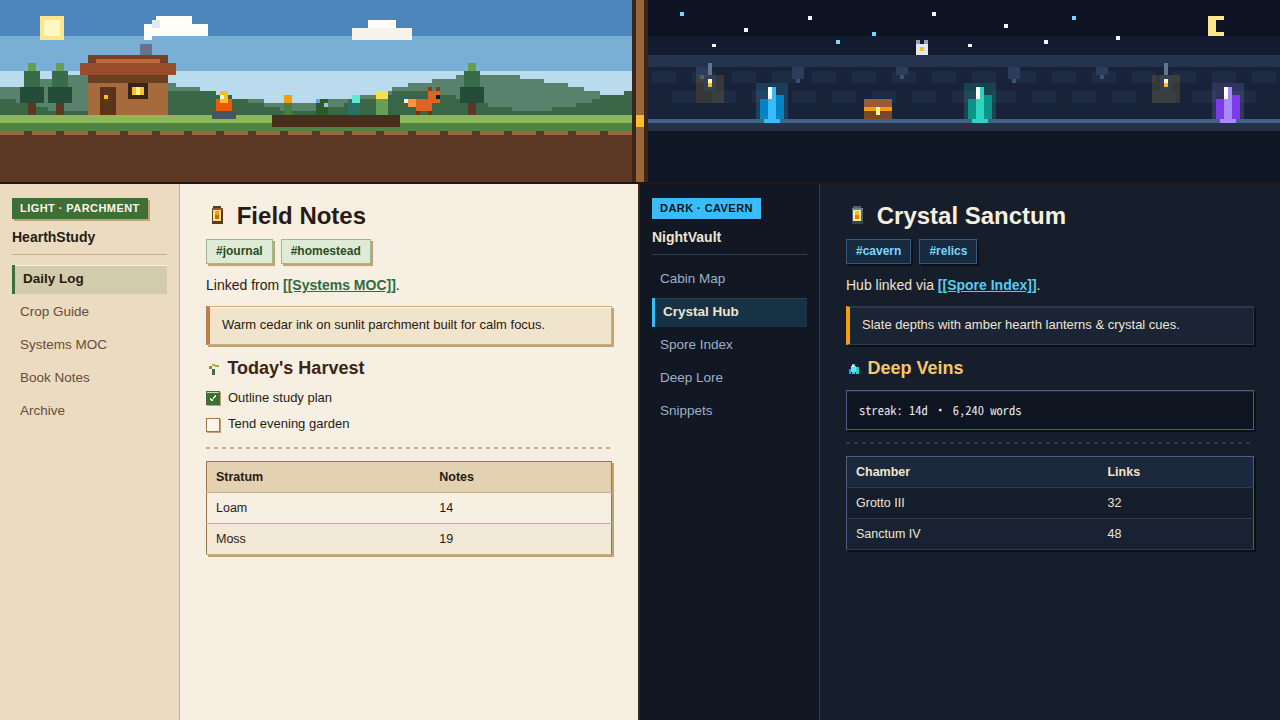 LIGHT · PARCHMENT
HearthStudy
Daily Log
Crop Guide
Systems MOC
Book Notes
Archive
Field Notes
#journal #homestead
Linked from [[Systems MOC]].
Warm cedar ink on sunlit parchment built for calm focus.
Today's Harvest
Outline study plan
Tend evening garden
Stratum Notes
Loam 14
Moss 19
DARK · CAVERN
NightVault
Cabin Map
Crystal Hub
Spore Index
Deep Lore
Snippets
Crystal Sanctum
#cavern #relics
Hub linked via [[Spore Index]].
Slate depths with amber hearth lanterns & crystal cues.
Deep Veins
streak: 14d · 6,240 words
Chamber Links
Grotto III 32
Sanctum IV 48